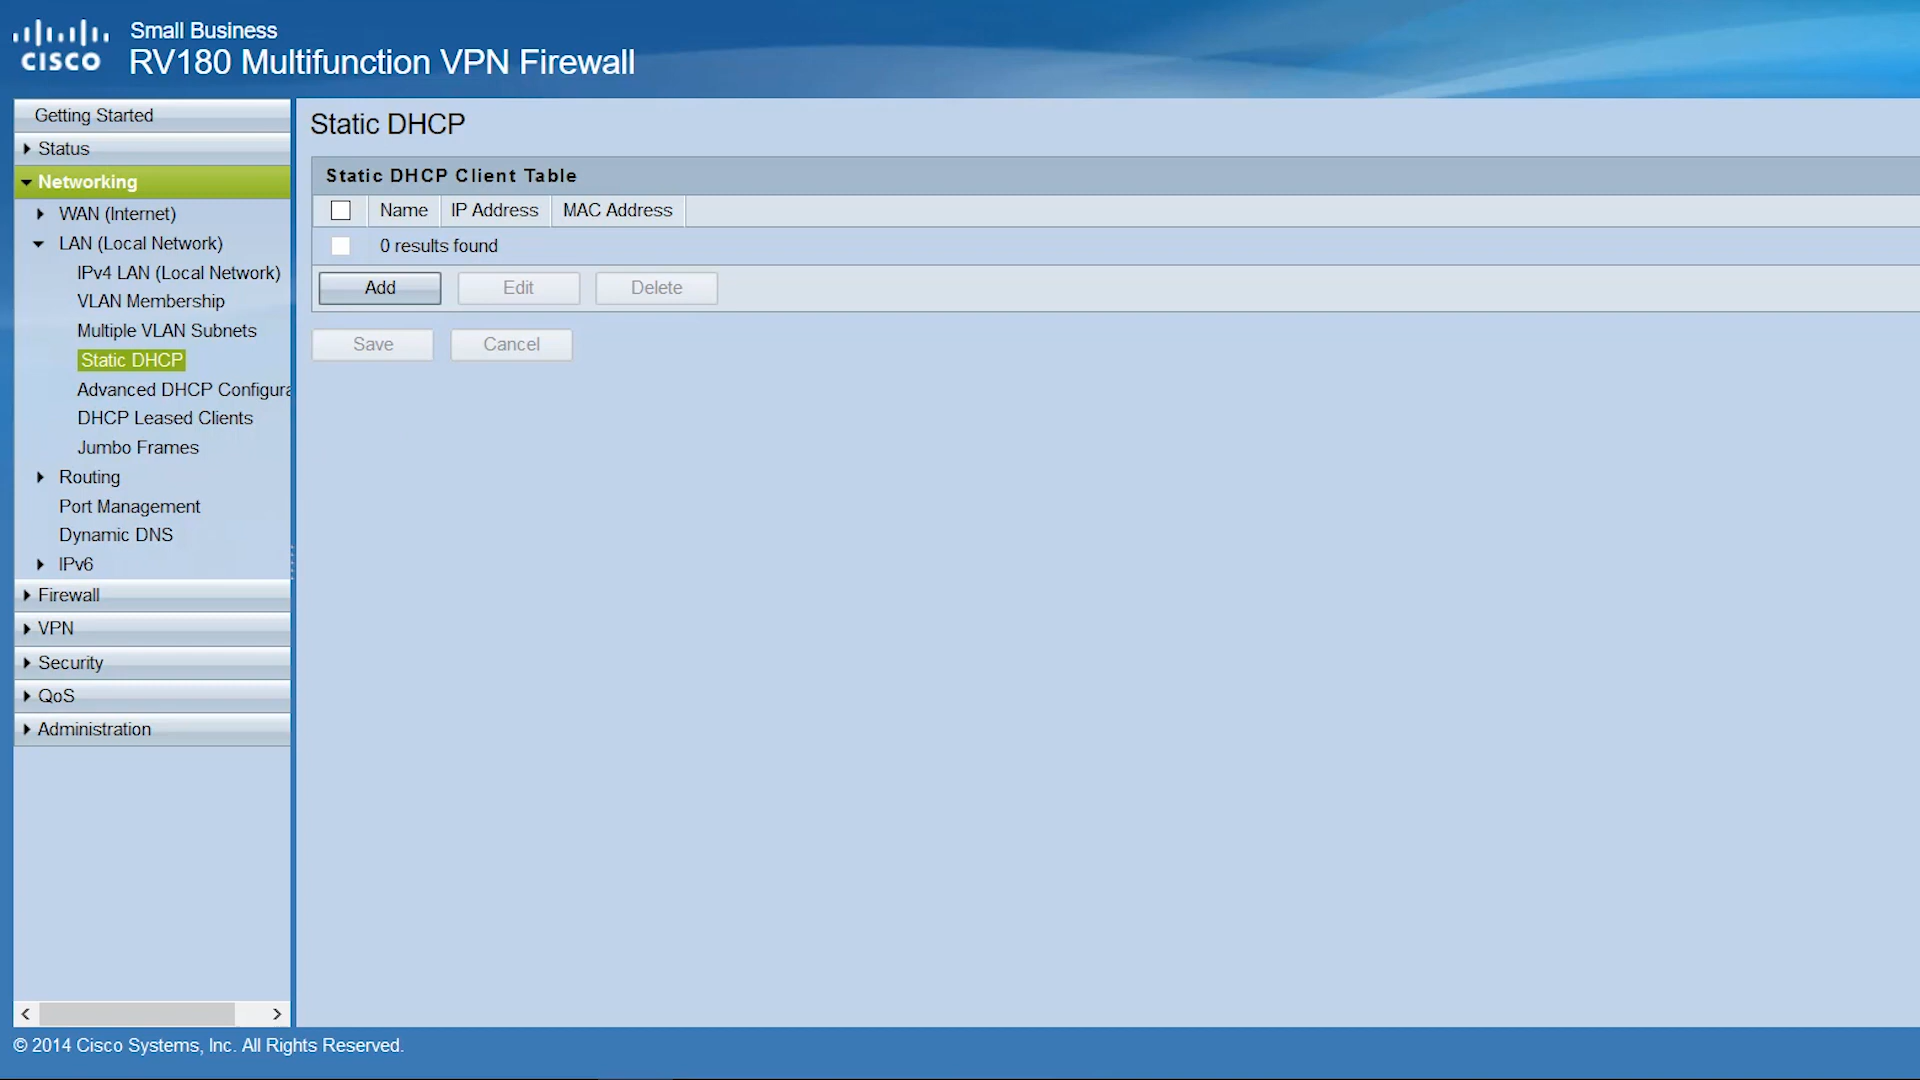 Small Business
cisco RV180 Multifunction VPN Firewall
Getting Started
Status
Networking
WAN (Internet)
LAN (Local Network)
IPv4 LAN (Local Network)
VLAN Membership
Multiple VLAN Subnets
Static DHCP
Advanced DHCP Configura
DHCP Leased Clients
Jumbo Frames
Routing
Port Management
Dynamic DNS
IPv6
Firewall
VPN
Security
QoS
Administration
Static DHCP
Static DHCP Client Table
Name IP Address MAC Address
0 results found
Add Edit Delete
Save Cancel
© 2014 Cisco Systems, Inc. All Rights Reserved.